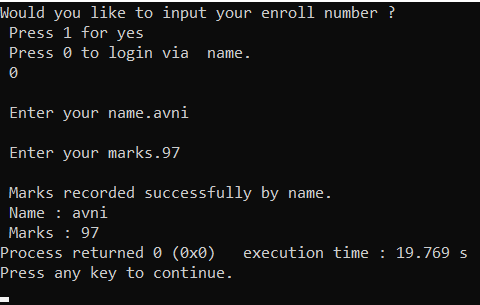 Would you like to input your enroll number ?
Press 1 for yes
Press 0 to login via  name.
0
Enter your name.avni
Enter your marks.97
Marks recorded successfully by name.
Name : avni
Marks : 97
Process returned 0 (0x0)   execution time : 19.769 s
Press any key to continue.